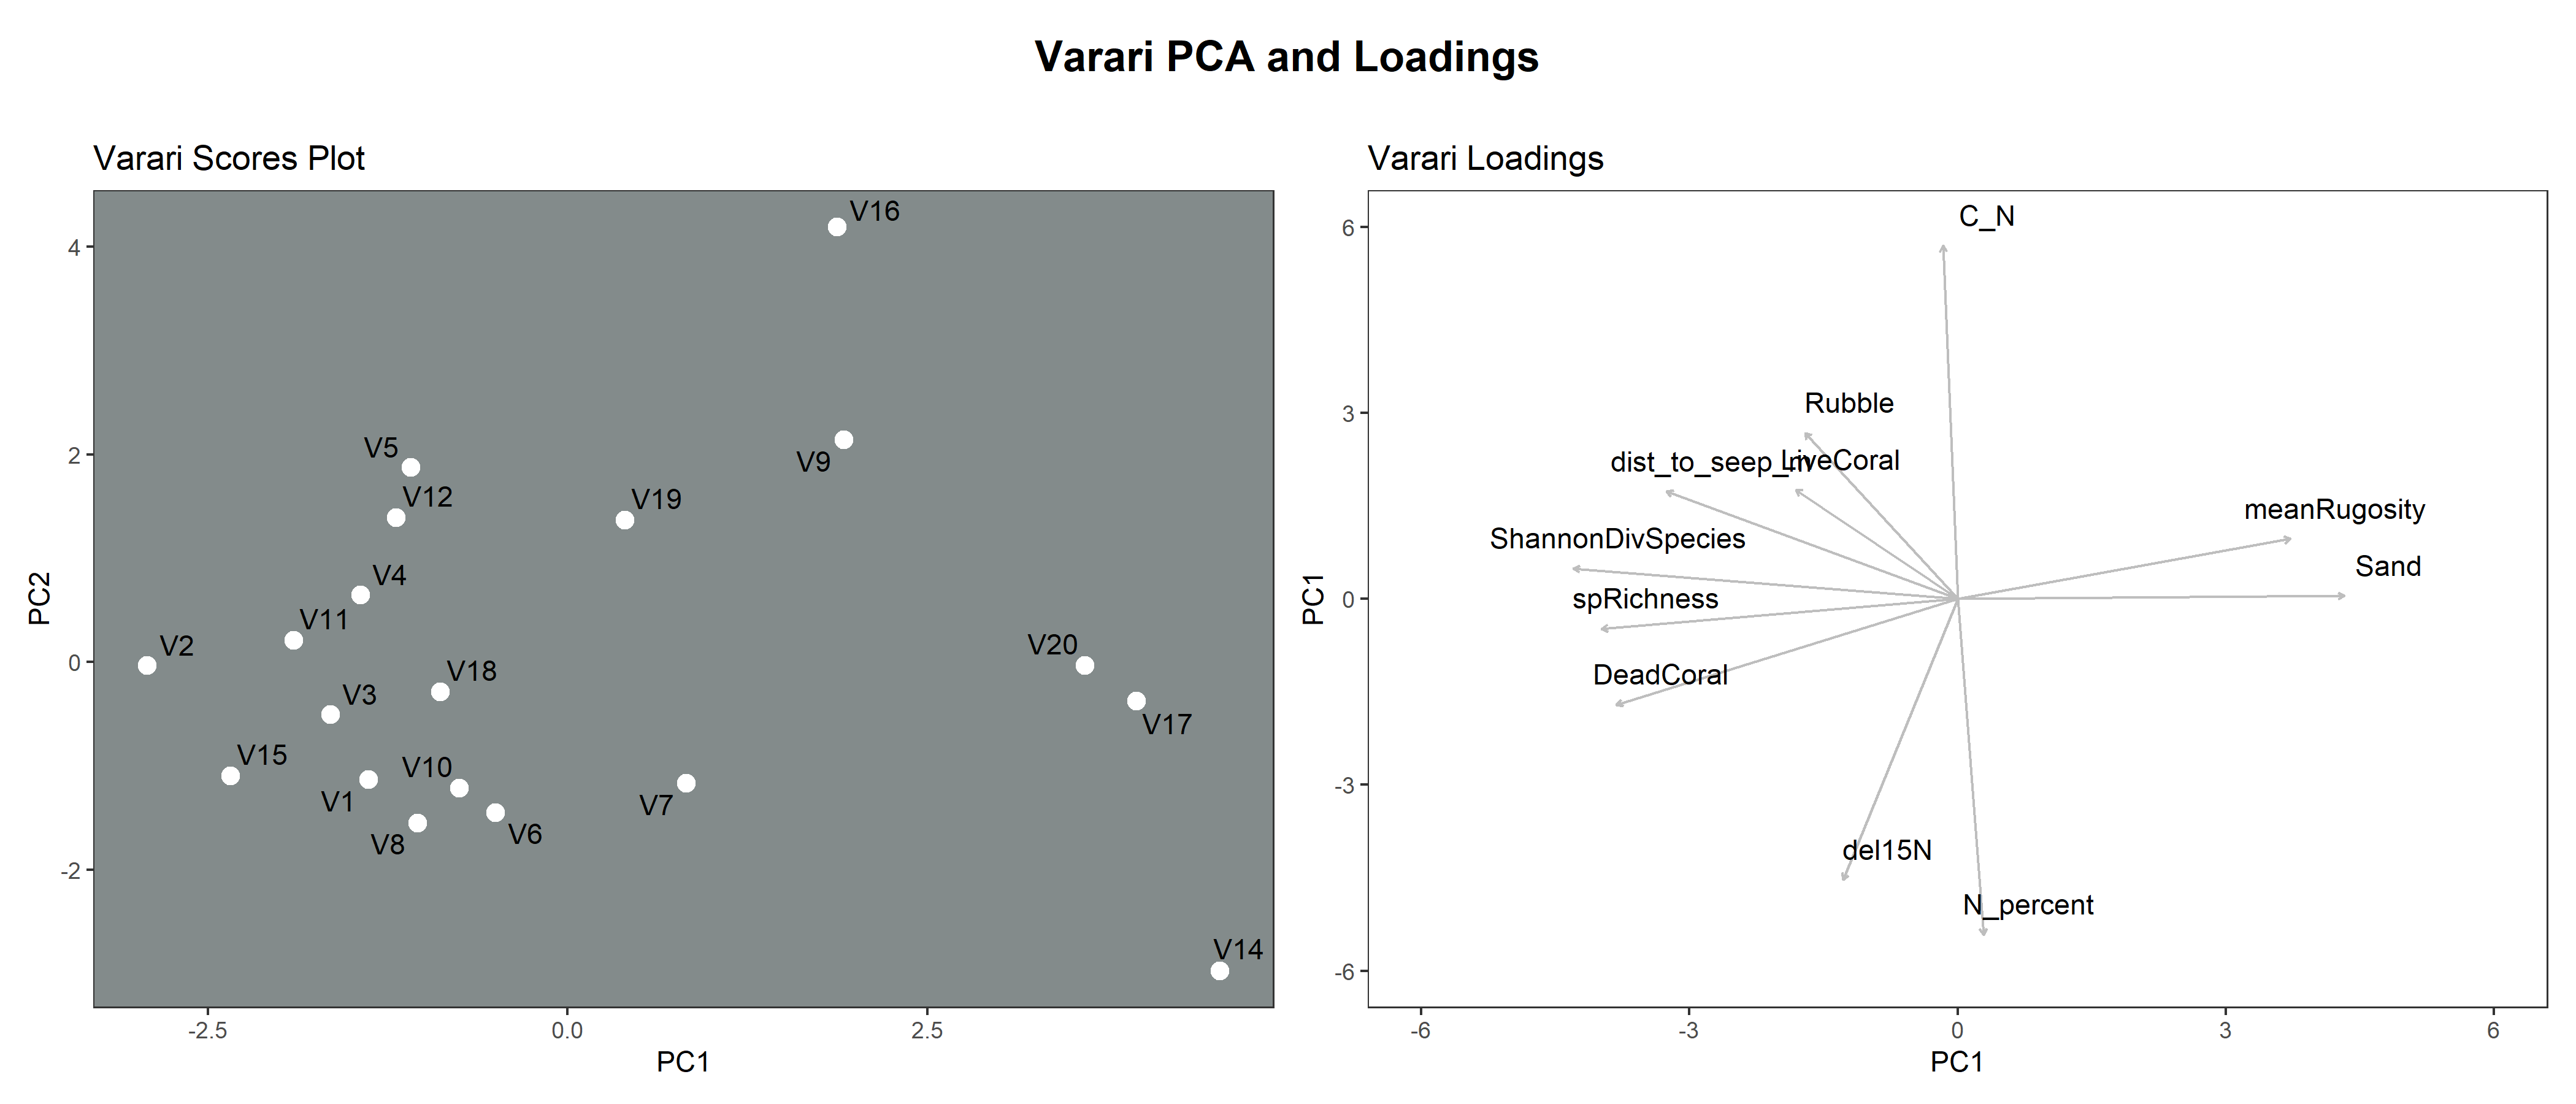 Varari PCA and Loadings
Varari Scores Plot
V16
4
V9
V5
2
V12
V19
V4
V11
V2
V20
0
V18
V3
V17
V15
V10
V1
V7
V6
V8
-2
V14
-2.5
0.0
2.5
PC1
PC2
Varari Loadings
C_N
6
Rubble
3
dist_to_seep_m
LiveCoral
meanRugosity
ShannonDivSpecies
Sand
spRichness
0
DeadCoral
-3
del15N
N_percent
-6
-6
-3
0
3
6
PC1
PC1